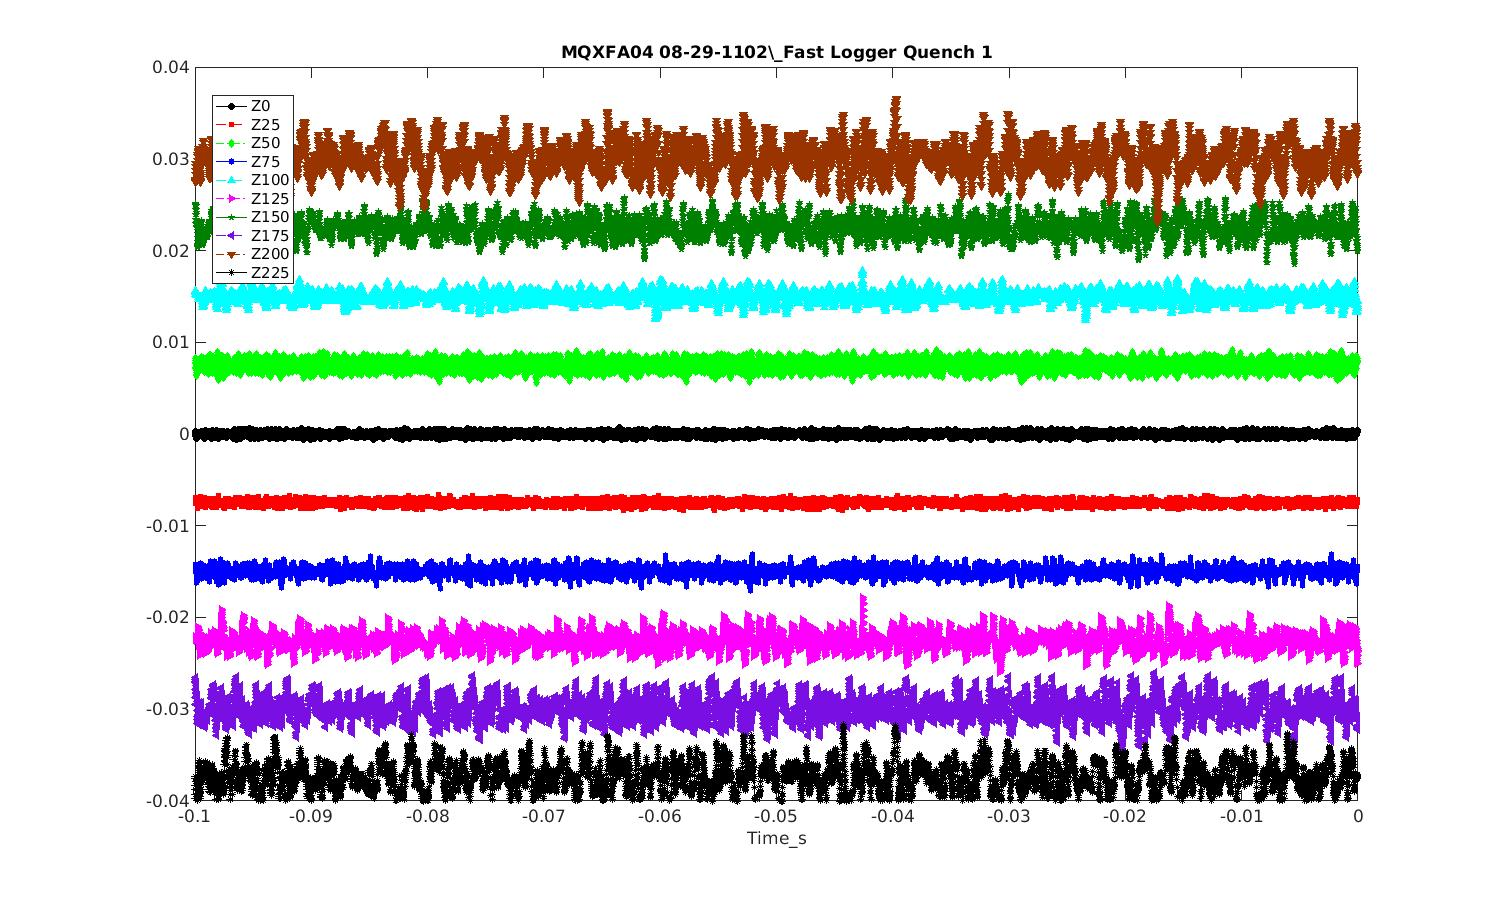 MQXFA04 08-29-1102\_Fast Logger Quench 1
0.04
0.03
0.02
0.01
0
-0.01
-0.02
-0.03
-0.04
Z0
Z25
Z50
Z75
Z100
Z125
Z150
Z175
Z200
Z225
-0.1 -0.09 -0.08 -0.07 -0.06 -0.05 -0.04 -0.03 -0.02 -0.01 0
Time_s